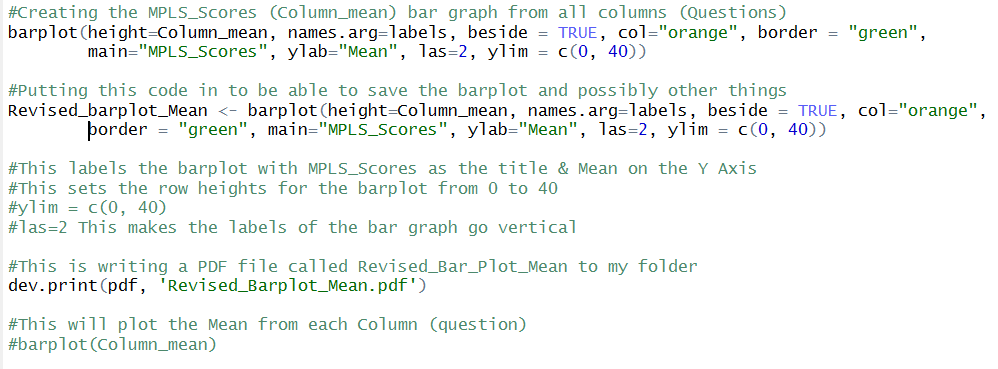 #Creating the MPLS_Scores (Column_mean) bar graph from all columns (Questions)
barplot(height=Column_mean, names.arg=labels, beside = TRUE, col="orange", border = "green",
main="MPLS_Scores", ylab="Mean", las=2, ylim = c(0, 40))
#Putting this code in to be able to save the barplot and possibly other things
Revised_barplot_Mean <- barplot(height=Column_mean, names.arg=labels, beside = TRUE, col="orange",
border = "green", main="MPLS_Scores", ylab="Mean", las=2, ylim = c(0, 40))
#This labels the barplot with MPLS_Scores as the title & Mean on the Y Axis
#This sets the row heights for the barplot from 0 to 40
#ylim = c(0, 40)
#las=2 This makes the labels of the bar graph go vertical
#This is writing a PDF file called Revised_Bar_Plot_Mean to my folder
dev.print(pdf, 'Revised_Barplot_Mean.pdf')
#This will plot the Mean from each Column (question)
#barplot(Column_mean)